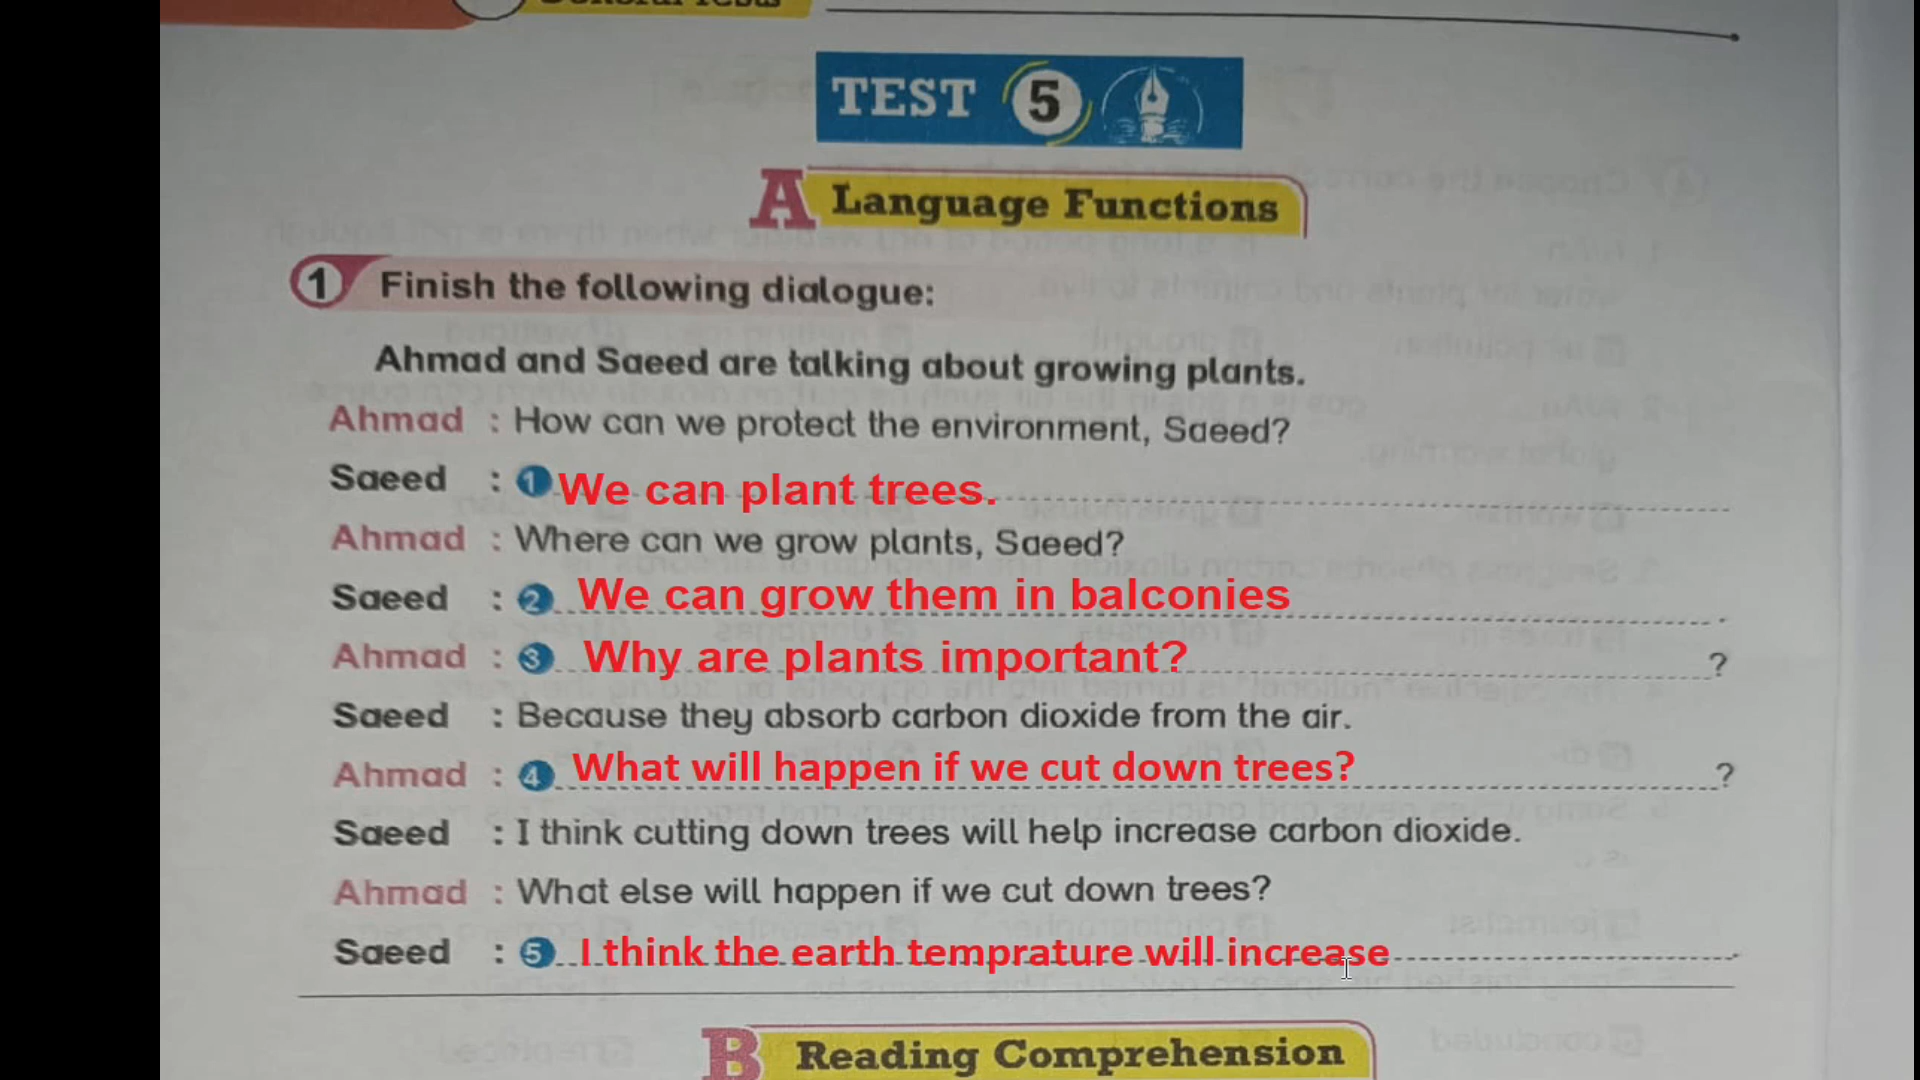 General Tests
TEST 5
A Language Functions
1 Finish the following dialogue:
Ahmad and Saeed are talking about growing plants.
Ahmad : How can we protect the environment, Saeed?
Saeed : 1 We can plant trees.
Ahmad : Where can we grow plants, Saeed?
Saeed : 2 We can grow them in balconies
Ahmad : 3 Why are plants important? ?
Saeed : Because they absorb carbon dioxide from the air.
Ahmad : 4 What will happen if we cut down trees? ?
Saeed : I think cutting down trees will help increase carbon dioxide.
Ahmad : What else will happen if we cut down trees?
Saeed : 5 I think the earth temprature will increase .
B Reading Comprehension